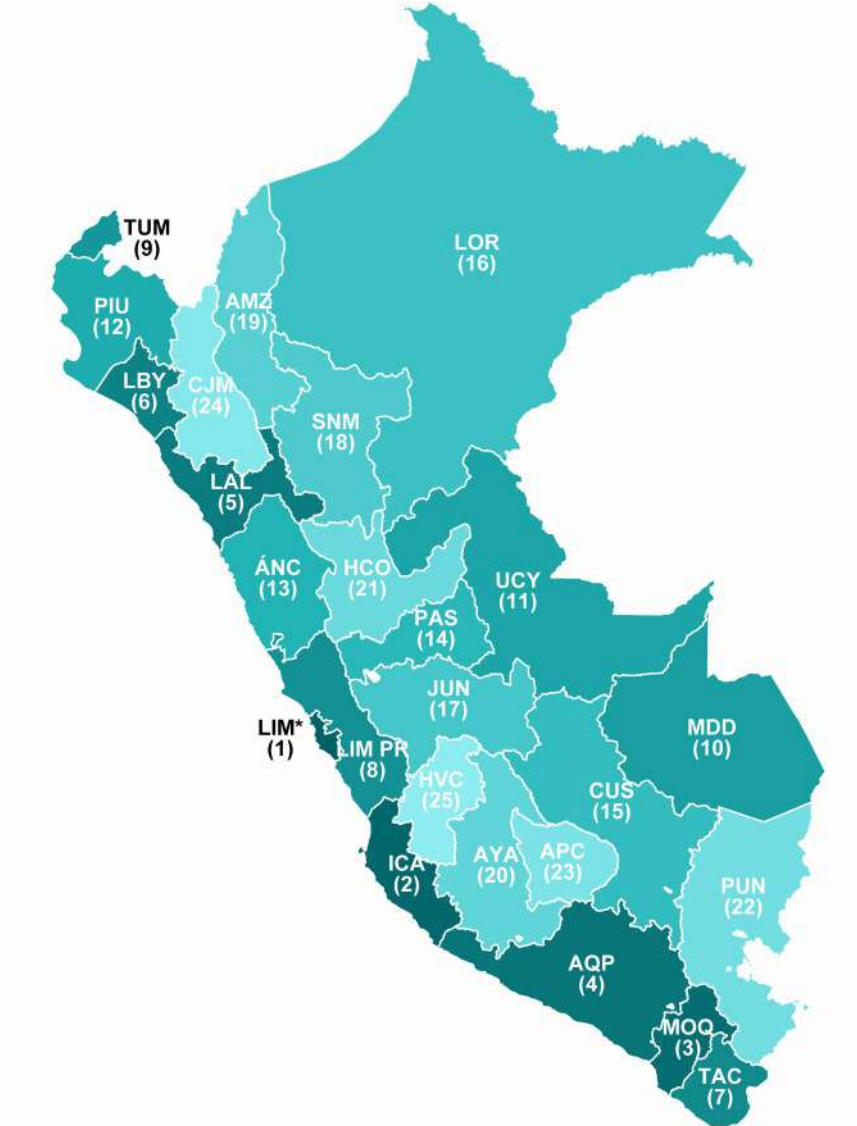 TUM
(9)
LOR
(16)
PIU
(12)
AMZ
(19)
LBY
(6)
CJM
(24)
SNM
(18)
LAL
(5)
ÁNC
(13)
HCO
(21)
UCY
(11)
PAS
(14)
JUN
(17)
LIM*
(1)
LIM PR
(8)
MDD
(10)
HVC
(25)
CUS
(15)
ICA
(2)
AYA
(20)
APC
(23)
PUN
(22)
AQP
(4)
MOQ
(3)
TAC
(7)